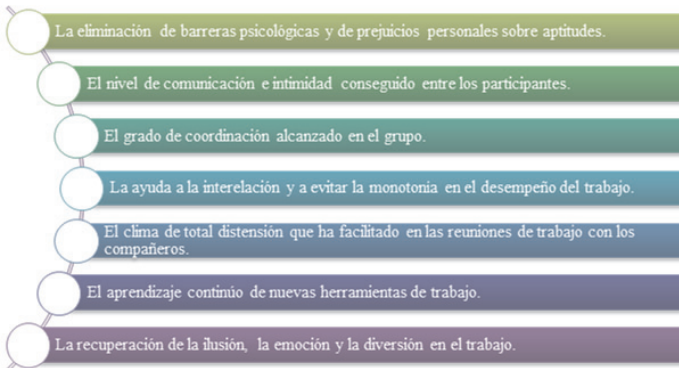 La eliminación de barreras psicológicas y de prejuicios personales sobre aptitudes.
El nivel de comunicación e intimidad conseguido entre los participantes.
El grado de coordinación alcanzado en el grupo.
La ayuda a la interelación y a evitar la monotonía en el desempeño del trabajo.
El clima de total distensión que ha facilitado en las reuniones de trabajo con los
compañeros.
El aprendizaje continúo de nuevas herramientas de trabajo.
La recuperación de la ilusión, la emoción y la diversión en el trabajo.